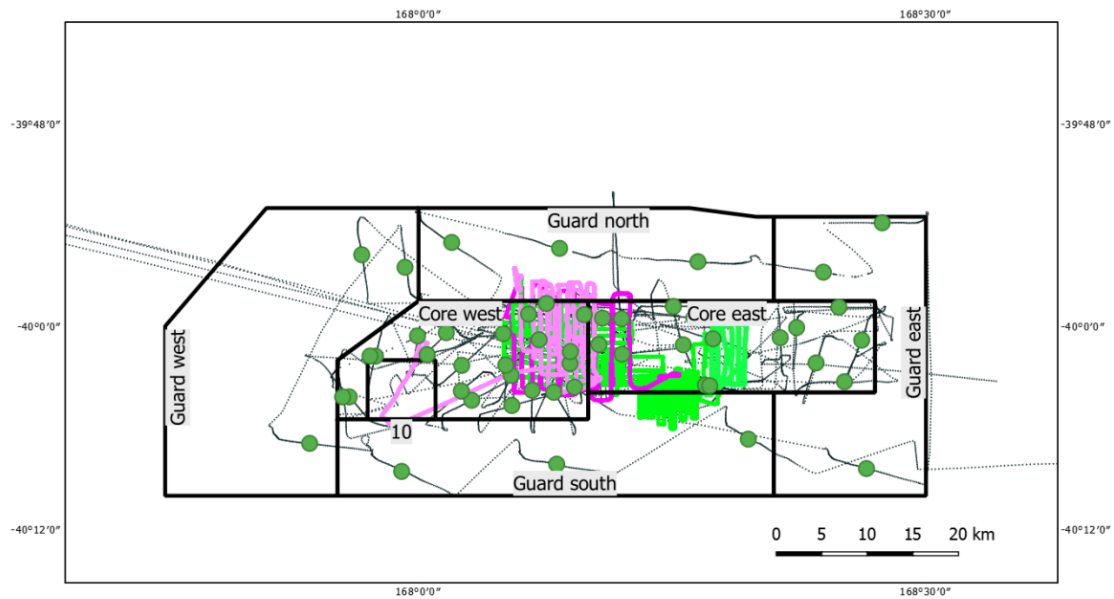 168°0′0″ 168°30′0″
-39°48′0″ -39°48′0″
Guard north
Core west Core east
-40°0′0″ -40°0′0″
Guard west
Guard east
10
Guard south
-40°12′0″ -40°12′0″
0 5 10 15 20 km
168°0′0″ 168°30′0″